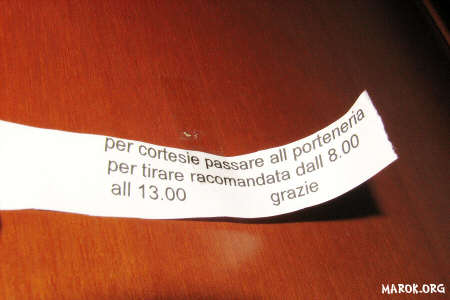 per cortesie passare all porteneria
per tirare racomandata dall 8.00
all 13.00 grazie
MAROK.ORG